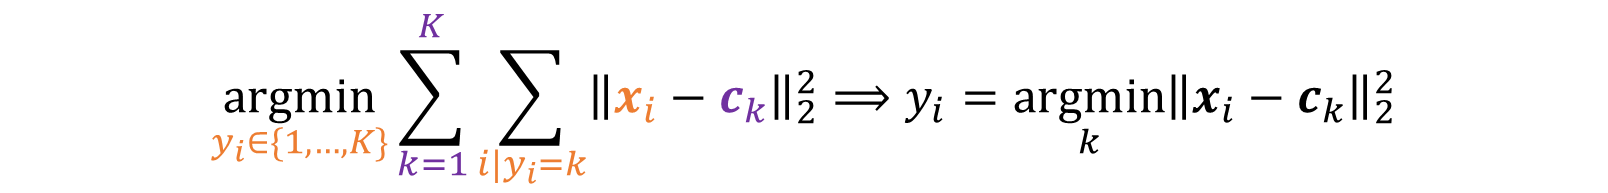 argmin_{y_i∈{1,…,K}} ∑_{k=1}^{K} ∑_{i|y_i=k} ‖x_i − c_k‖_2^2 ⟹ y_i = argmin_k ‖x_i − c_k‖_2^2